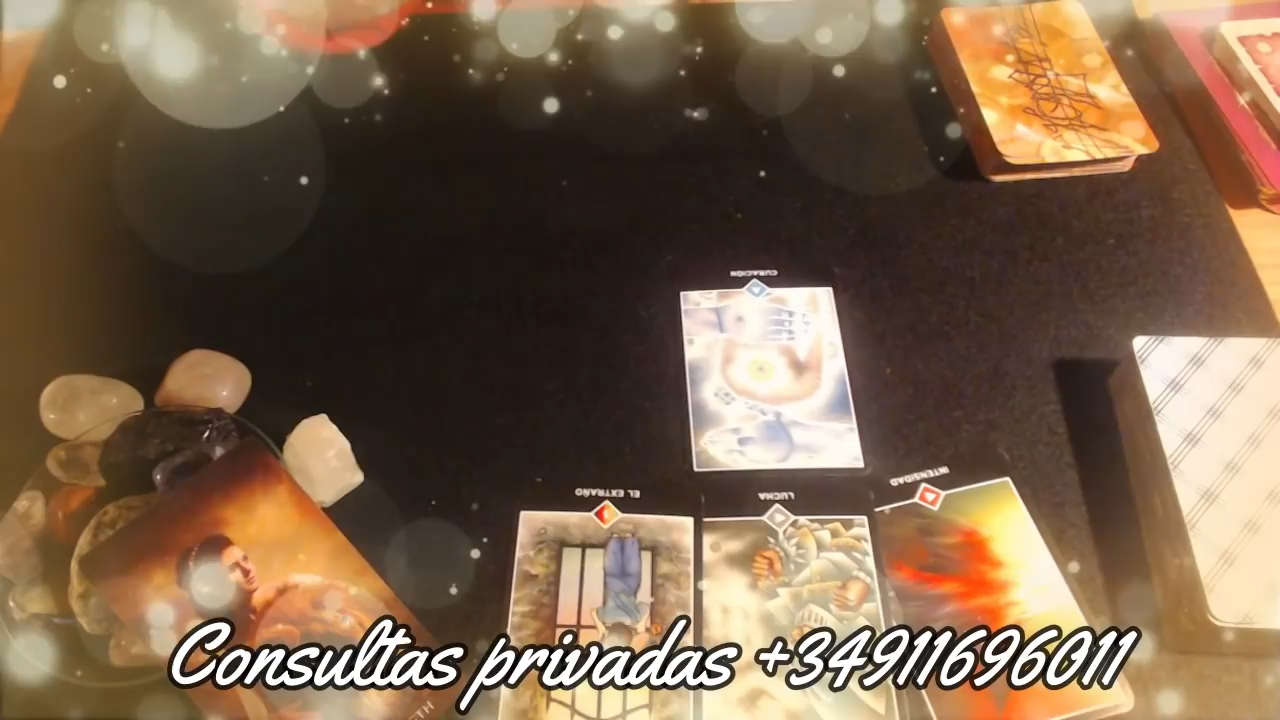 CURACIÓN
INTENSIDAD
EL EXTRAÑO
LUCHA
Consultas privadas +34911696011